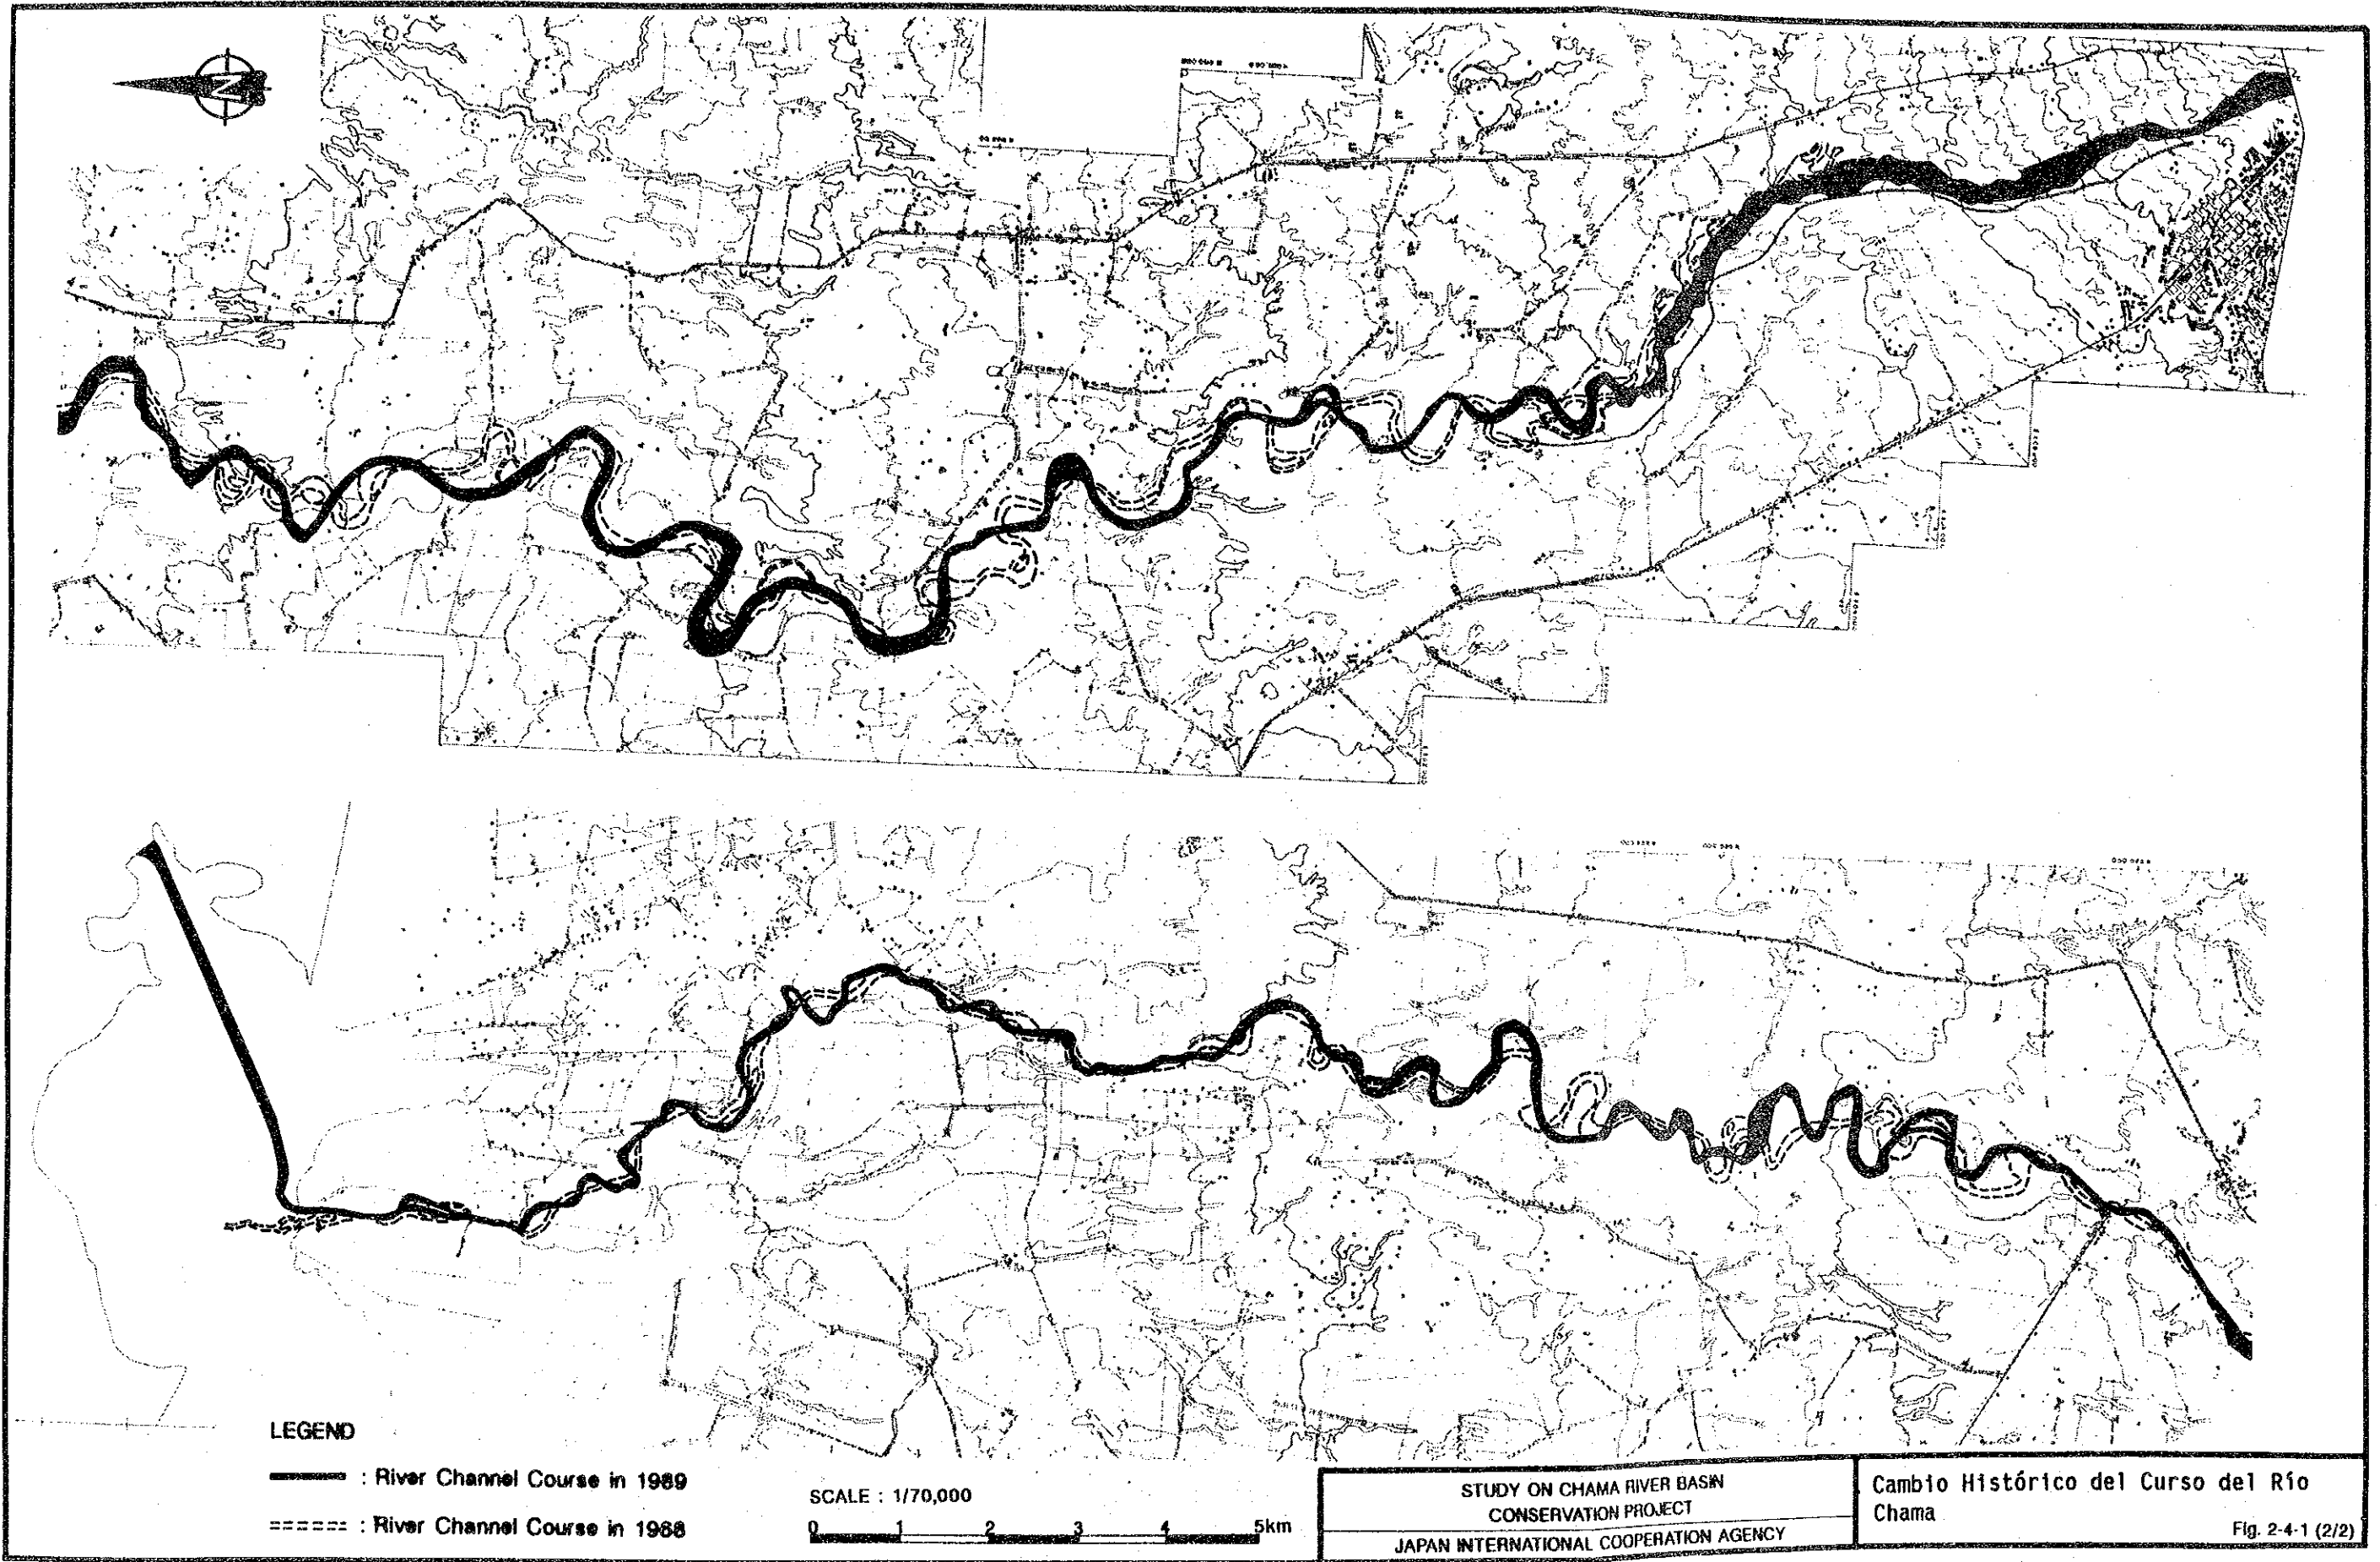 N
LEGEND
: River Channel Course in 1989
: River Channel Course in 1968
SCALE : 1/70,000
0 1 2 3 4 5km
STUDY ON CHAMA RIVER BASIN
CONSERVATION PROJECT
JAPAN INTERNATIONAL COOPERATION AGENCY
Cambio Histórico del Curso del Río
Chama
Fig. 2-4-1 (2/2)